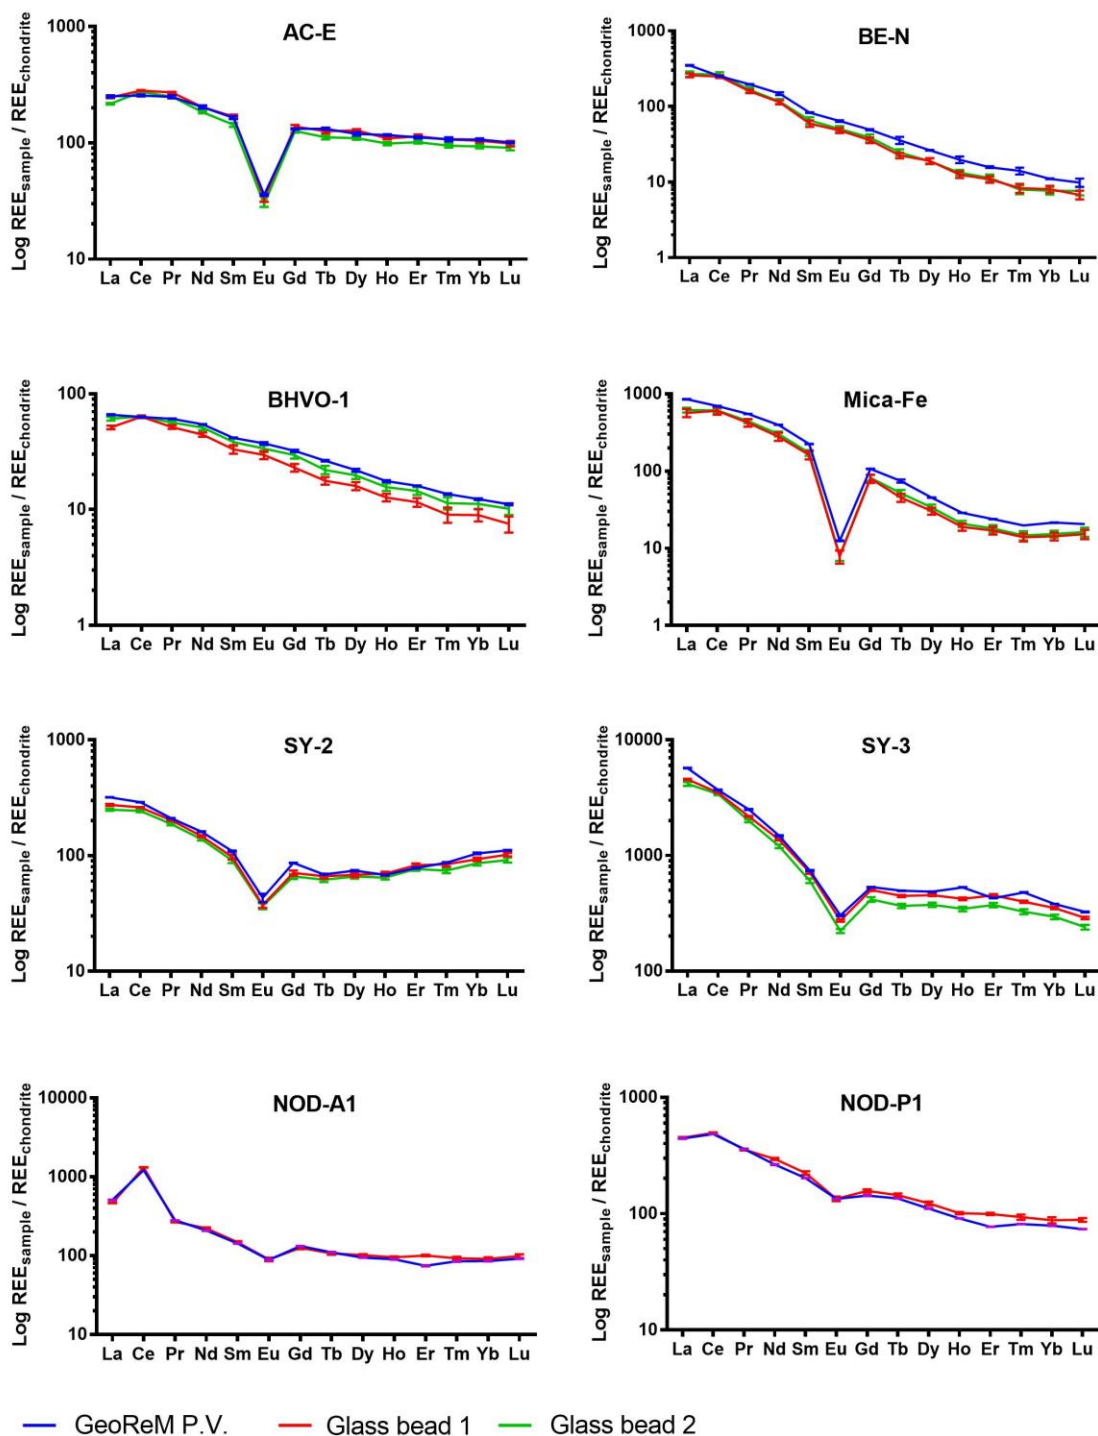 AC-E
Log REEsample / REEchondrite
1000
100
10
La Ce Pr Nd Sm Eu Gd Tb Dy Ho Er Tm Yb Lu
BE-N
Log REEsample / REEchondrite
1000
100
10
1
La Ce Pr Nd Sm Eu Gd Tb Dy Ho Er Tm Yb Lu
BHVO-1
Log REEsample / REEchondrite
100
10
1
La Ce Pr Nd Sm Eu Gd Tb Dy Ho Er Tm Yb Lu
Mica-Fe
Log REEsample / REEchondrite
1000
100
10
1
La Ce Pr Nd Sm Eu Gd Tb Dy Ho Er Tm Yb Lu
SY-2
Log REEsample / REEchondrite
1000
100
10
La Ce Pr Nd Sm Eu Gd Tb Dy Ho Er Tm Yb Lu
SY-3
Log REEsample / REEchondrite
10000
1000
100
La Ce Pr Nd Sm Eu Gd Tb Dy Ho Er Tm Yb Lu
NOD-A1
Log REEsample / REEchondrite
10000
1000
100
10
La Ce Pr Nd Sm Eu Gd Tb Dy Ho Er Tm Yb Lu
NOD-P1
Log REEsample / REEchondrite
1000
100
10
La Ce Pr Nd Sm Eu Gd Tb Dy Ho Er Tm Yb Lu
GeoReM P.V. Glass bead 1 Glass bead 2